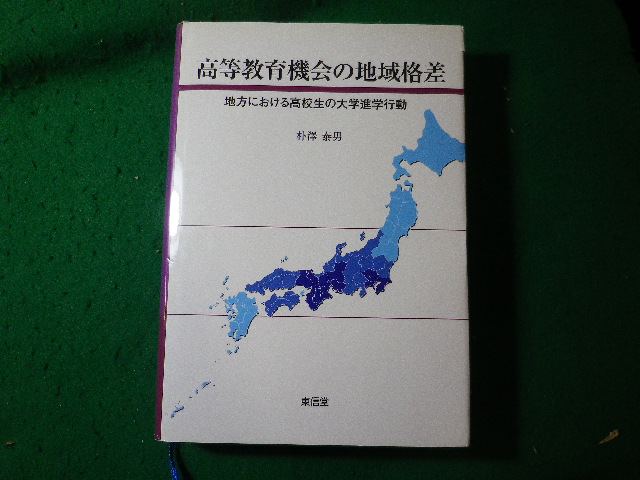 高等教育機会の地域格差
地方における高校生の大学進学行動
朴澤 泰男
東信堂